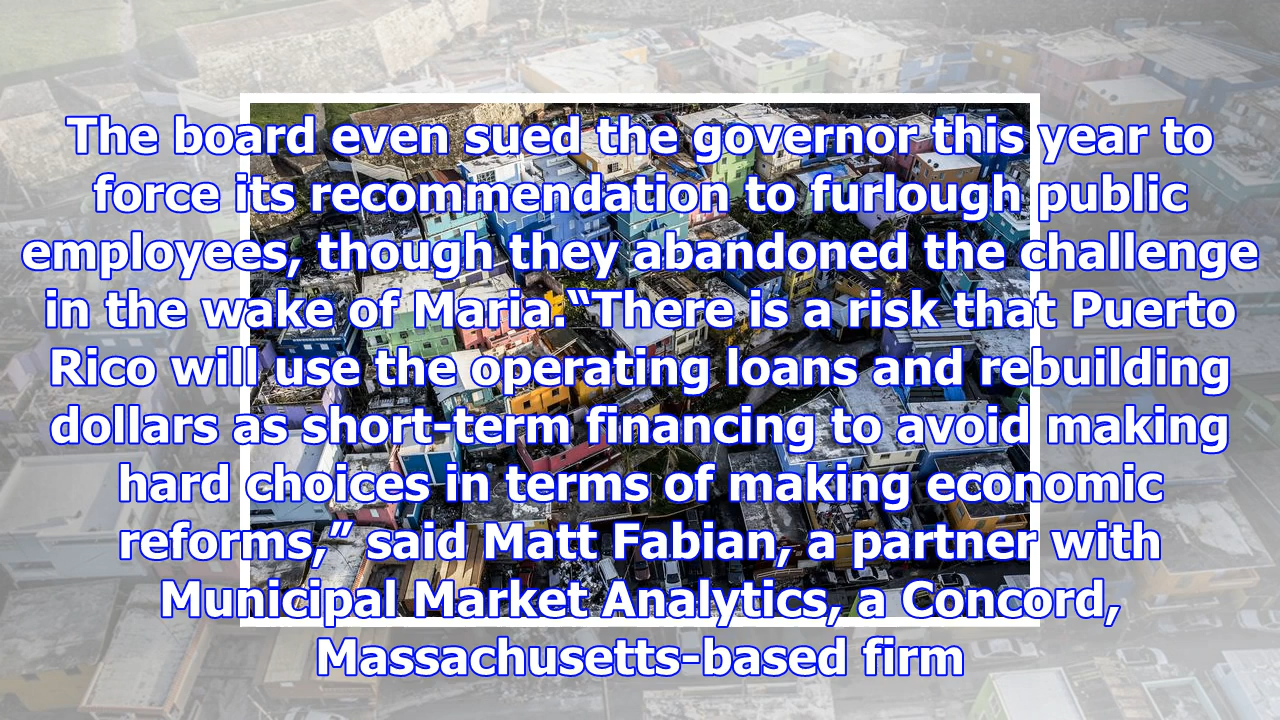 The board even sued the governor this year to
force its recommendation to furlough public
employees, though they abandoned the challenge
in the wake of Maria.“There is a risk that Puerto
Rico will use the operating loans and rebuilding
dollars as short-term financing to avoid making
hard choices in terms of making economic
reforms,” said Matt Fabian, a partner with
Municipal Market Analytics, a Concord,
Massachusetts-based firm